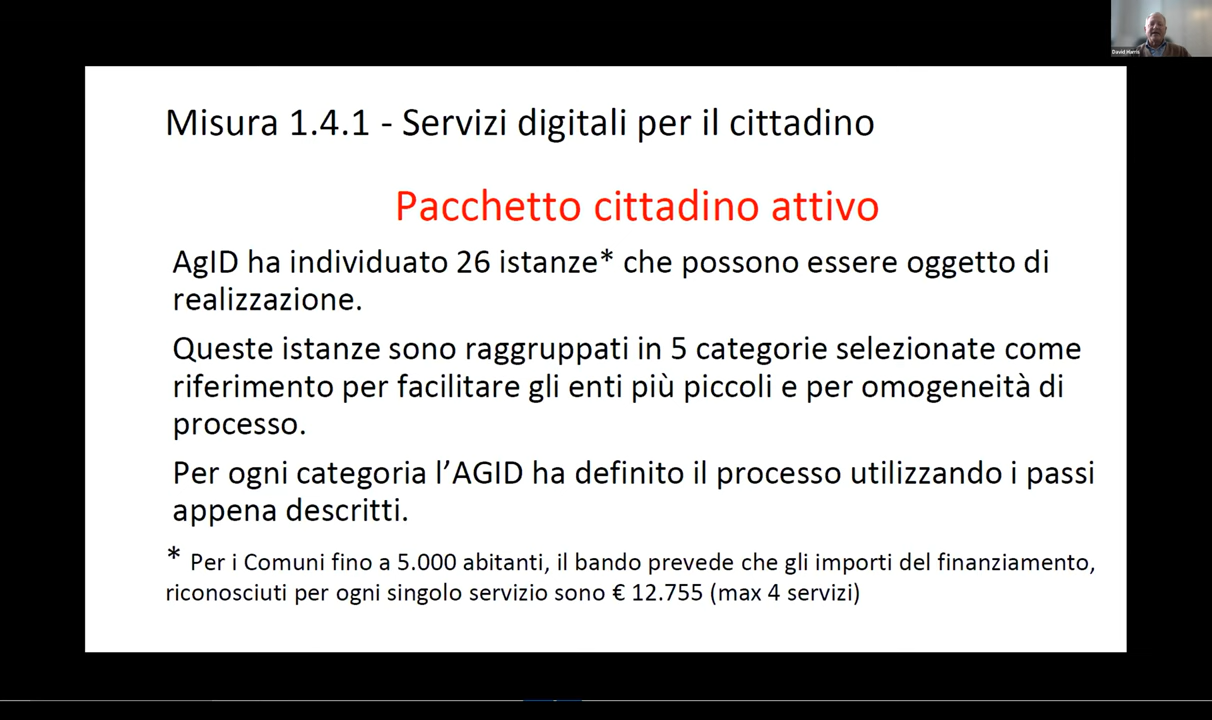 David Harris
Misura 1.4.1 - Servizi digitali per il cittadino
Pacchetto cittadino attivo
AgID ha individuato 26 istanze* che possono essere oggetto di
realizzazione.
Queste istanze sono raggruppati in 5 categorie selezionate come
riferimento per facilitare gli enti più piccoli e per omogeneità di
processo.
Per ogni categoria l’AGID ha definito il processo utilizzando i passi
appena descritti.
* Per i Comuni fino a 5.000 abitanti, il bando prevede che gli importi del finanziamento,
riconosciuti per ogni singolo servizio sono € 12.755 (max 4 servizi)